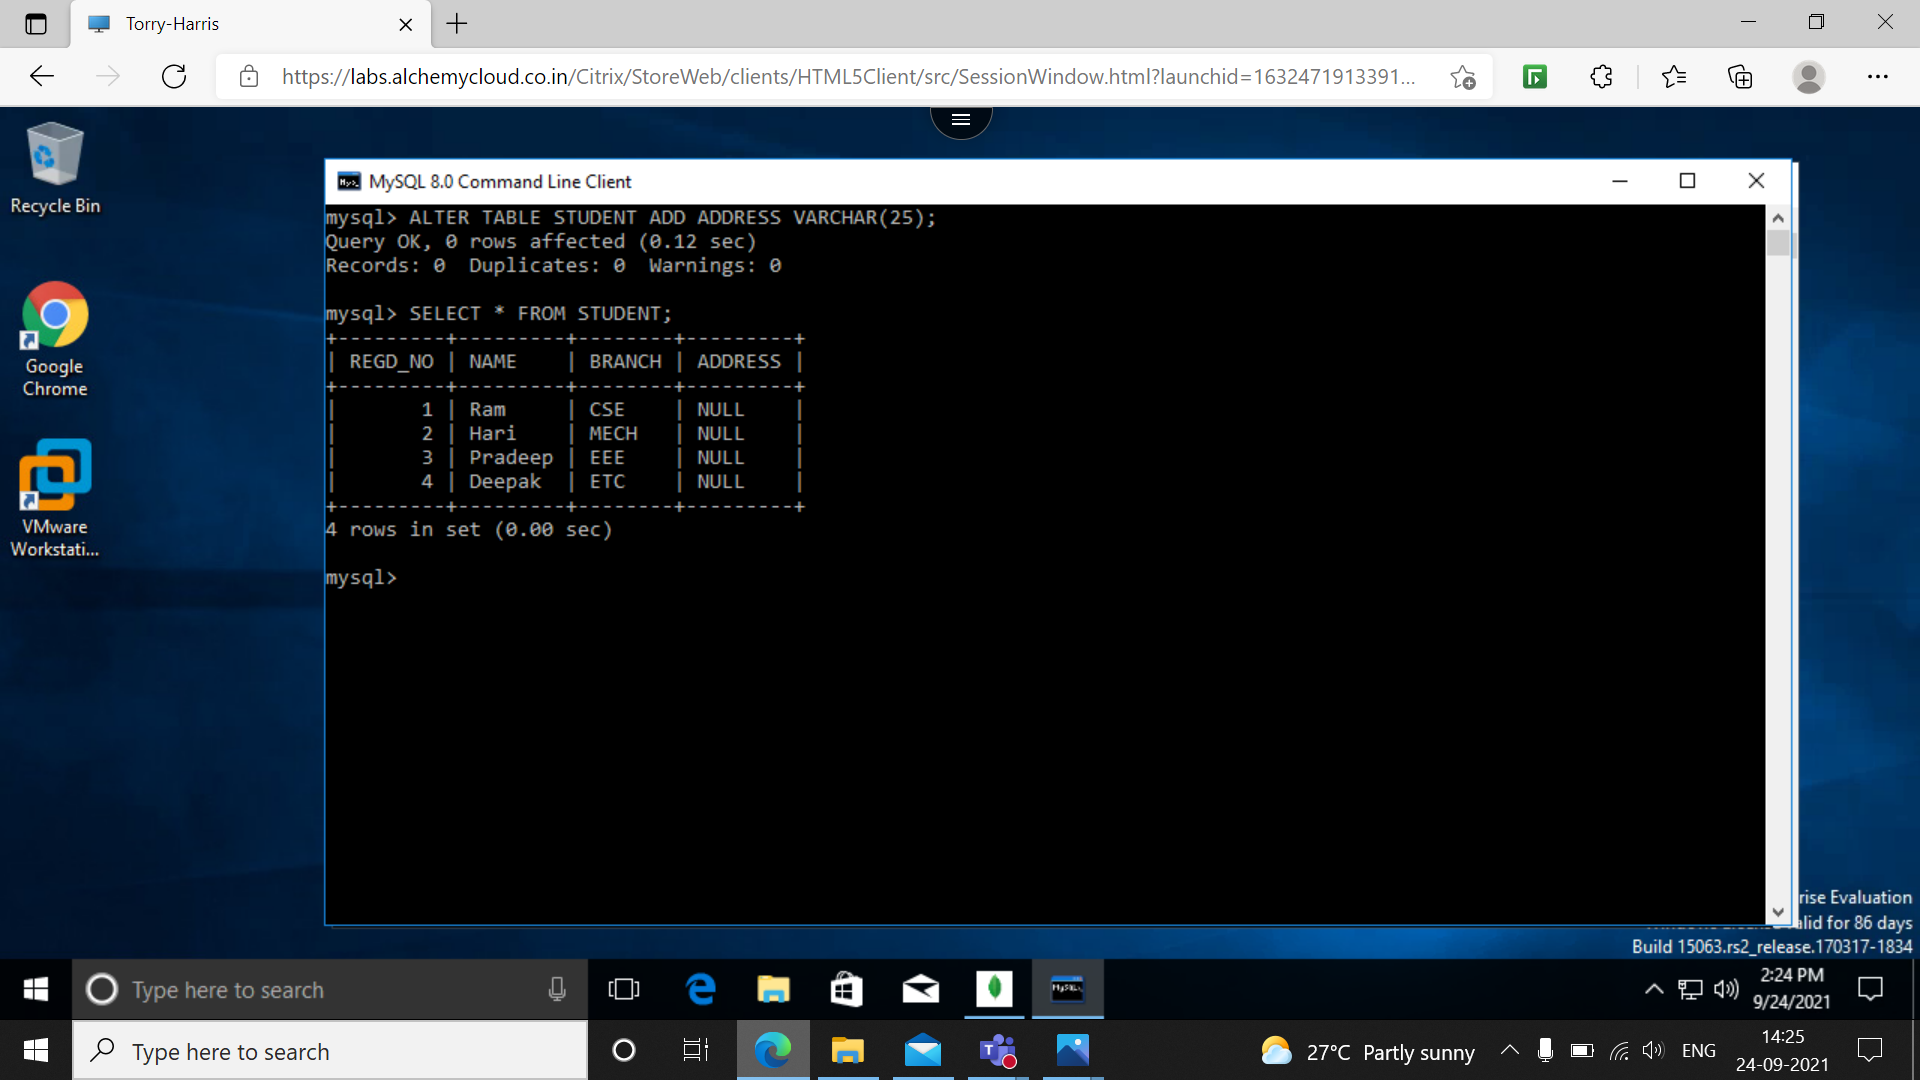 Torry-Harris
https://labs.alchemycloud.co.in/Citrix/StoreWeb/clients/HTML5Client/src/SessionWindow.html?launchid=1632471913391...
Recycle Bin
Google
Chrome
VMware
Workstati...
MySQL 8.0 Command Line Client
mysql> ALTER TABLE STUDENT ADD ADDRESS VARCHAR(25);
Query OK, 0 rows affected (0.12 sec)
Records: 0  Duplicates: 0  Warnings: 0
mysql> SELECT * FROM STUDENT;
+---------+---------+--------+---------+
| REGD_NO | NAME    | BRANCH | ADDRESS |
+---------+---------+--------+---------+
|       1 | Ram     | CSE    | NULL    |
|       2 | Hari    | MECH   | NULL    |
|       3 | Pradeep | EEE    | NULL    |
|       4 | Deepak  | ETC    | NULL    |
+---------+---------+--------+---------+
4 rows in set (0.00 sec)
mysql>
rise Evaluation
alid for 86 days
Build 15063.rs2_release.170317-1834
Type here to search
2:24 PM
9/24/2021
Type here to search
27°C Partly sunny
ENG
14:25
24-09-2021